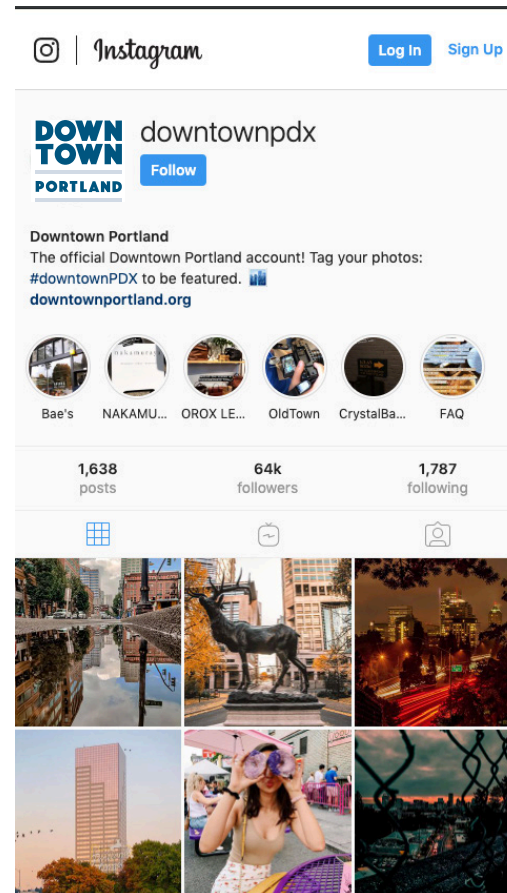 Instagram
Log In
Sign Up
DOWN
TOWN
PORTLAND
downtownpdx
Follow
Downtown Portland
The official Downtown Portland account! Tag your photos:
#downtownPDX to be featured.
downtownportland.org
nakamuraya
Bae's
NAKAMU...
OROX LE...
OldTown
CrystalBa...
FAQ
1,638
64k
1,787
posts
followers
following